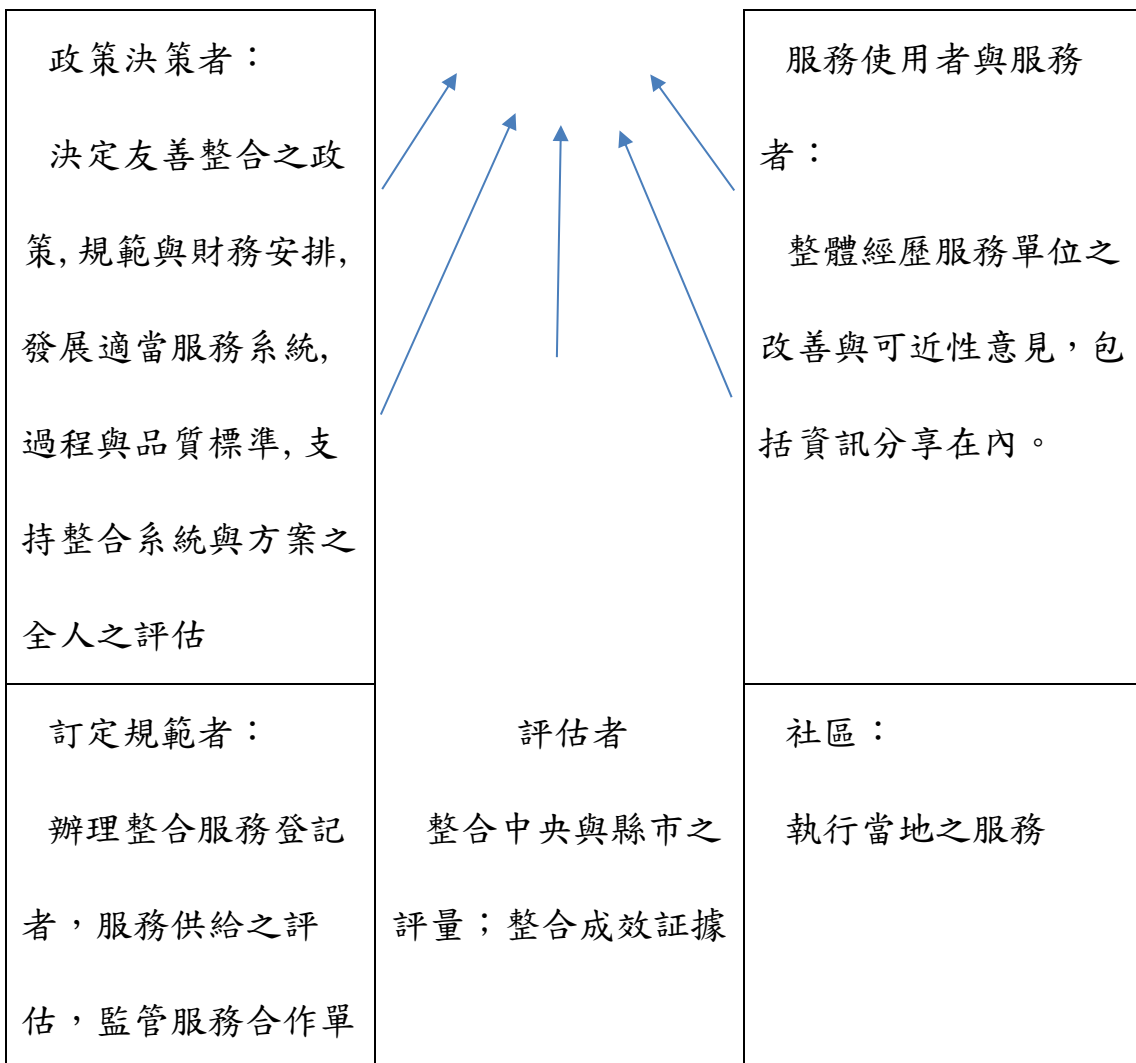 政策決策者：
決定友善整合之政
策,規範與財務安排,
發展適當服務系統,
過程與品質標準,支
持整合系統與方案之
全人之評估
服務使用者與服務
者：
整體經歷服務單位之
改善與可近性意見，包
括資訊分享在內。
訂定規範者：
辦理整合服務登記
者，服務供給之評
估，監管服務合作單
評估者
整合中央與縣市之
評量；整合成效証據
社區：
執行當地之服務